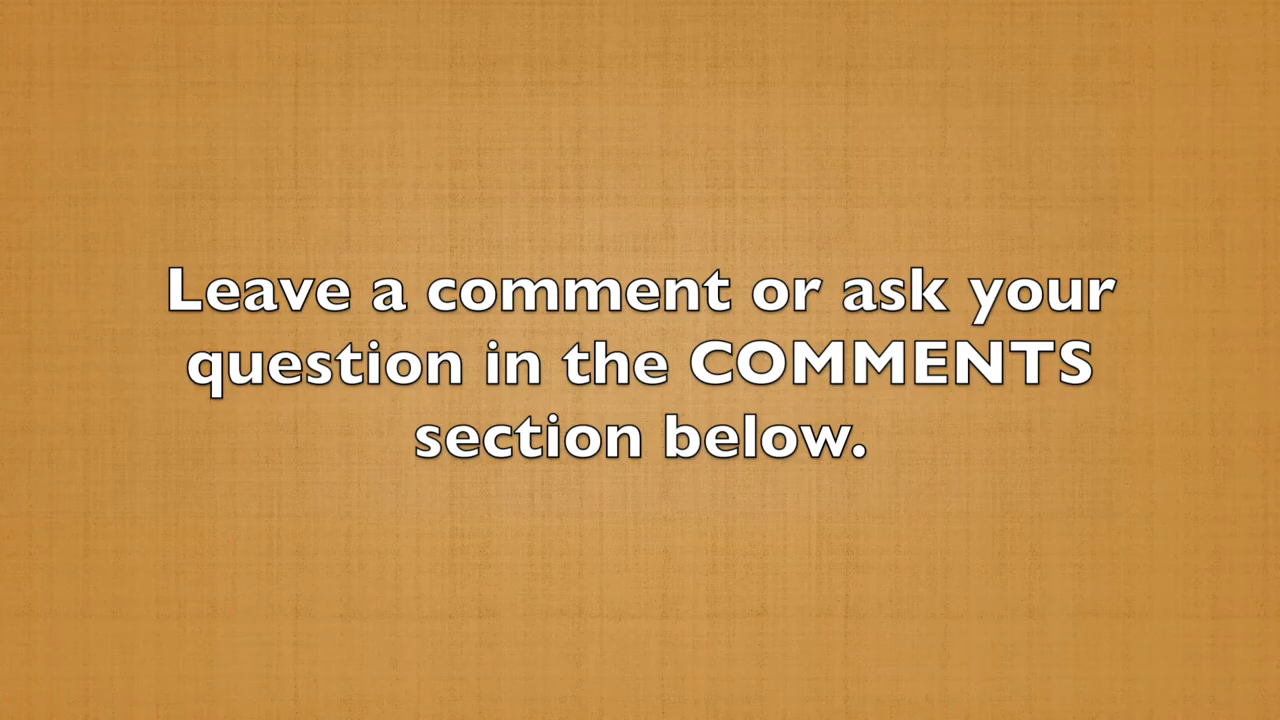 Leave a comment or ask your
question in the COMMENTS
section below.